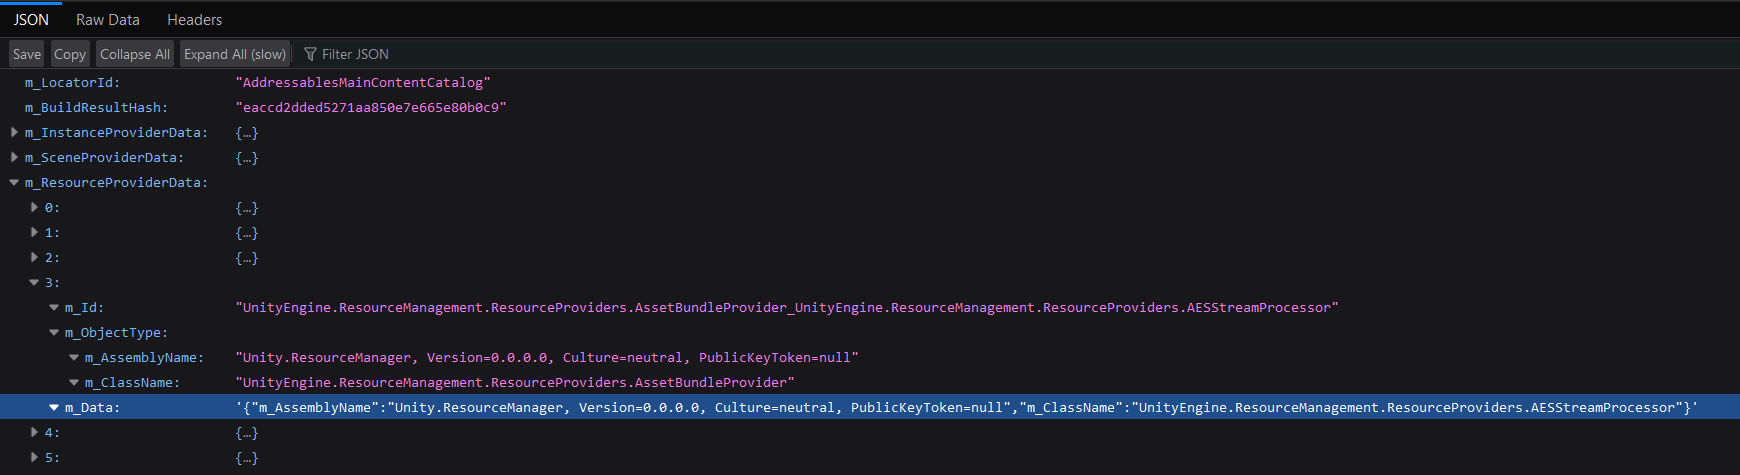 JSON Raw Data Headers
Save Copy Collapse All Expand All (slow) Filter JSON
m_LocatorId: "AddressablesMainContentCatalog"
m_BuildResultHash: "eaccd2dded5271aa850e7e665e80b0c9"
m_InstanceProviderData: {…}
m_SceneProviderData: {…}
m_ResourceProviderData:
0: {…}
1: {…}
2: {…}
3:
m_Id: "UnityEngine.ResourceManagement.ResourceProviders.AssetBundleProvider_UnityEngine.ResourceManagement.ResourceProviders.AESStreamProcessor"
m_ObjectType:
m_AssemblyName: "Unity.ResourceManager, Version=0.0.0.0, Culture=neutral, PublicKeyToken=null"
m_ClassName: "UnityEngine.ResourceManagement.ResourceProviders.AssetBundleProvider"
m_Data: '{"m_AssemblyName":"Unity.ResourceManager, Version=0.0.0.0, Culture=neutral, PublicKeyToken=null","m_ClassName":"UnityEngine.ResourceManagement.ResourceProviders.AESStreamProcessor"}'
4: {…}
5: {…}